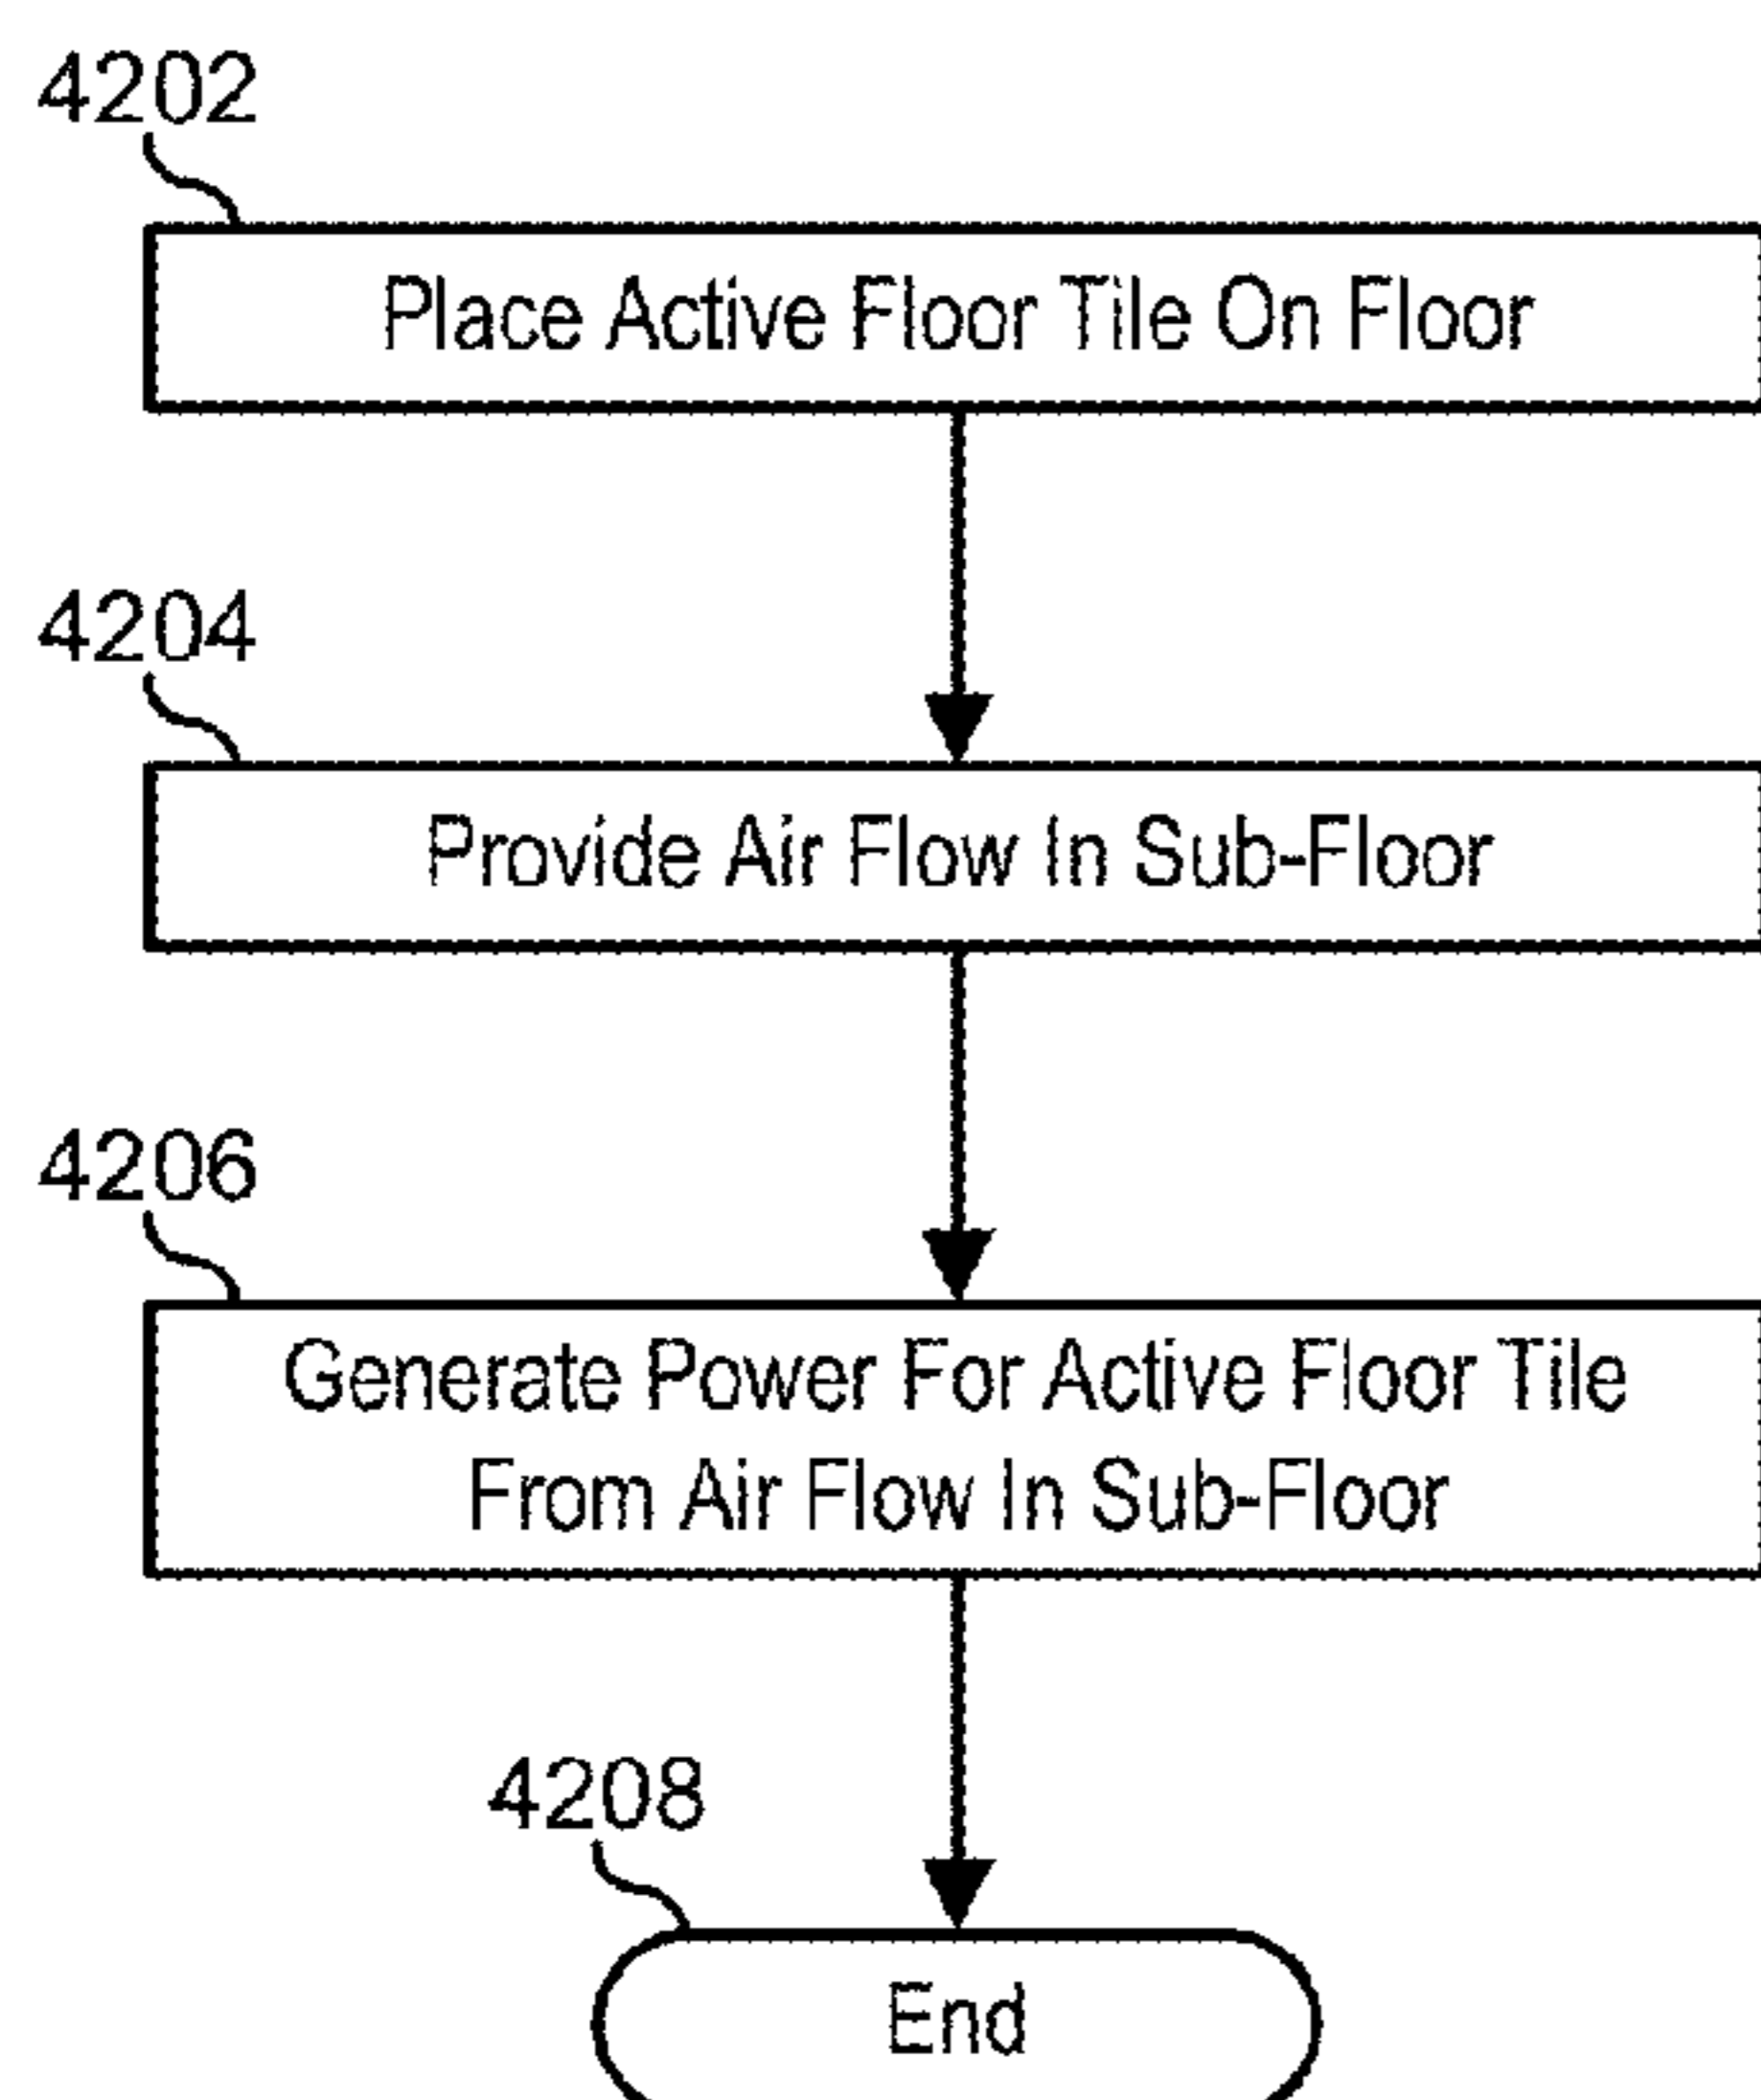 4202
Place Active Floor Tile On Floor
4204
Provide Air Flow In Sub-Floor
4206
Generate Power For Active Floor Tile
From Air Flow In Sub-Floor
4208
End